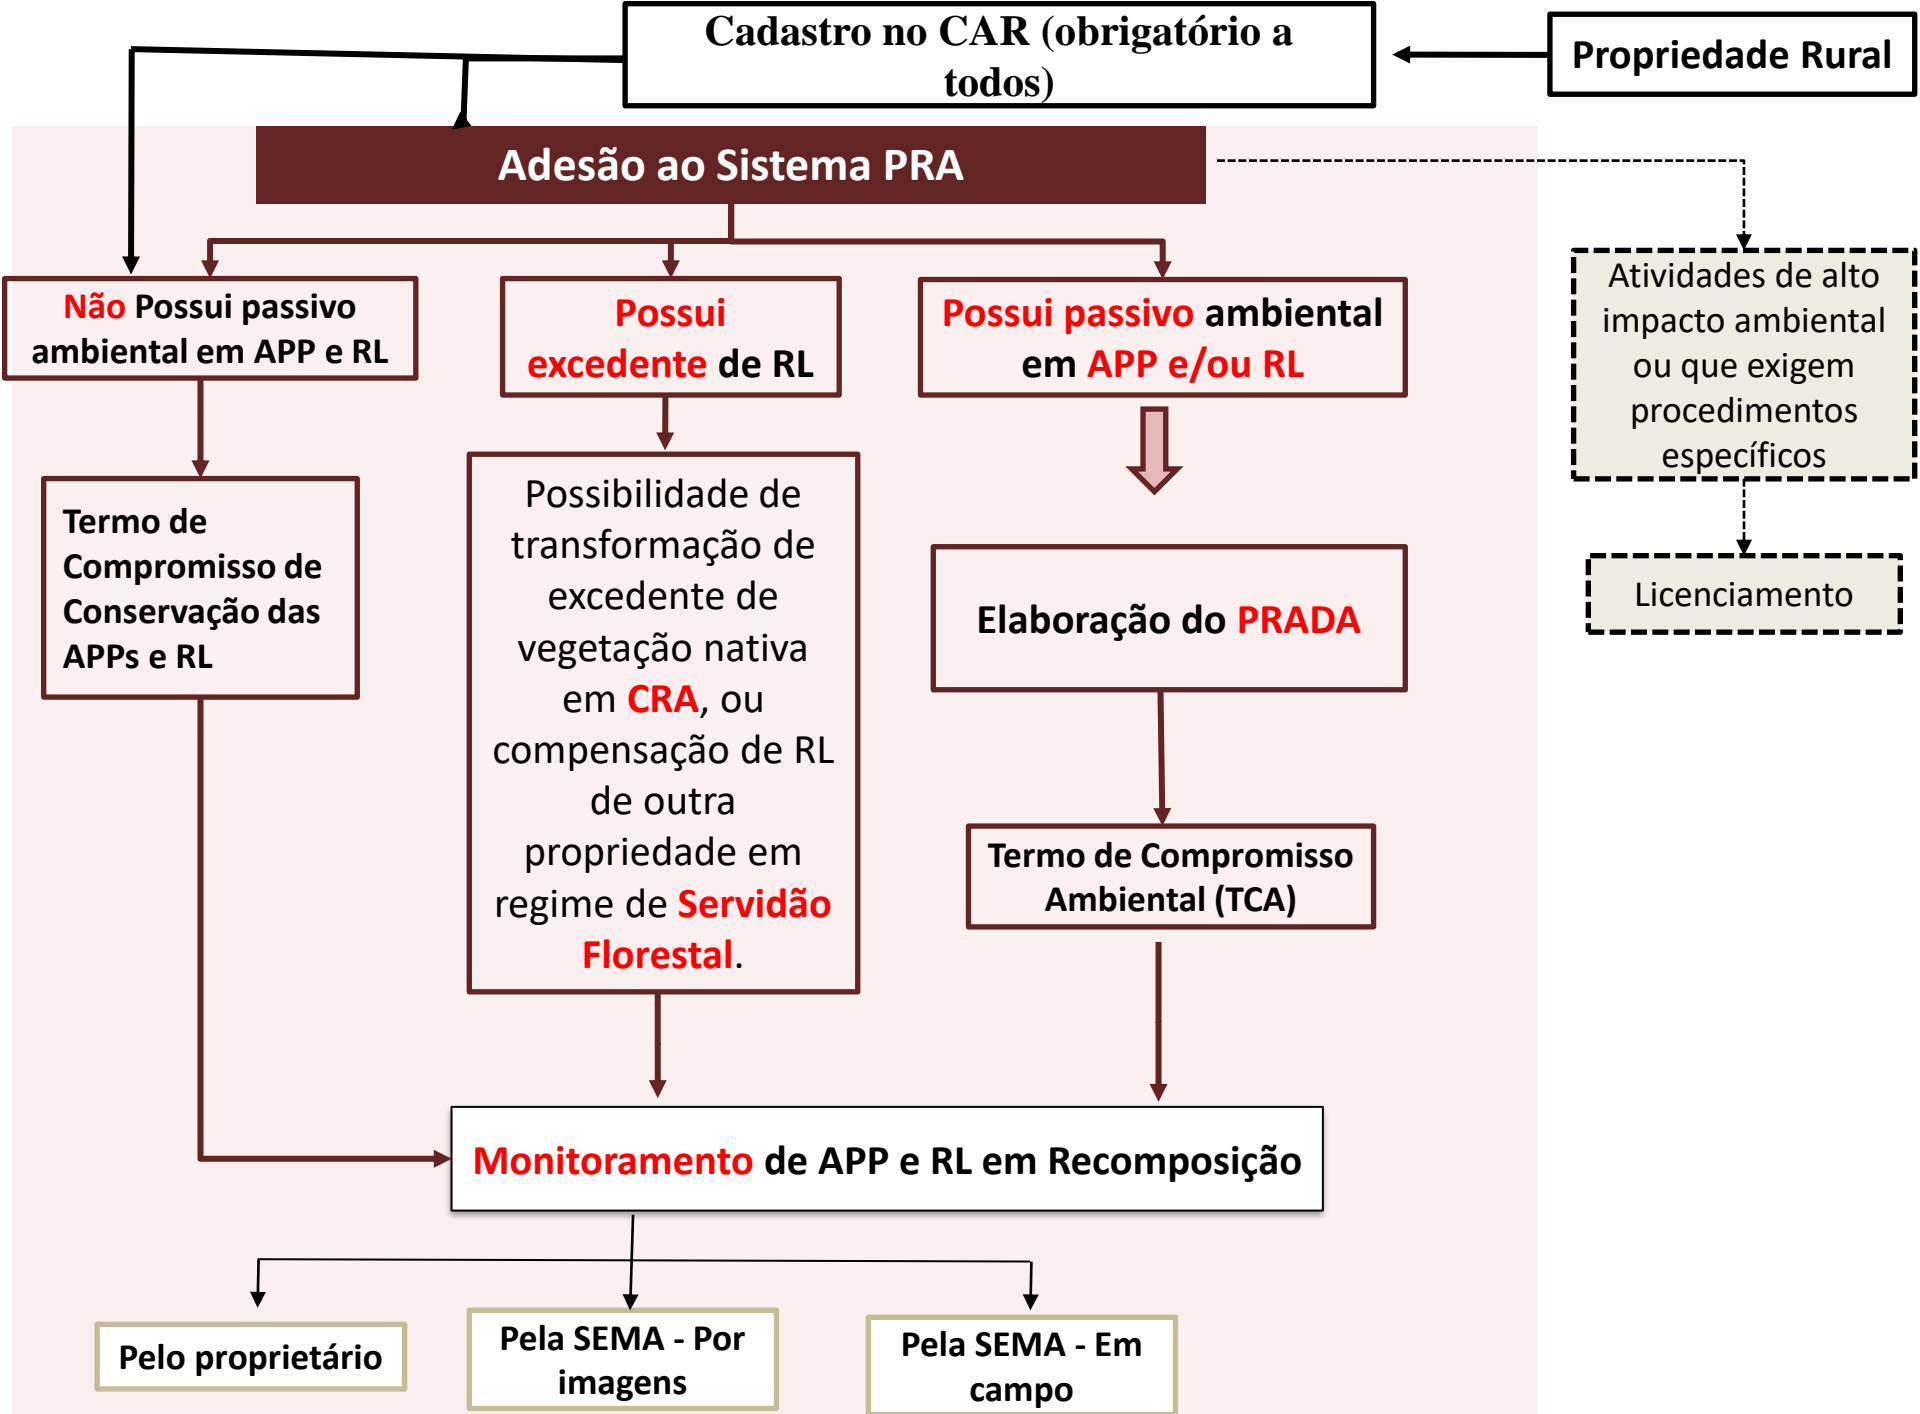 Cadastro no CAR (obrigatório a
todos)
Propriedade Rural
Adesão ao Sistema PRA
Não Possui passivo
ambiental em APP e RL
Possui
excedente de RL
Possui passivo ambiental
em APP e/ou RL
Atividades de alto
impacto ambiental
ou que exigem
procedimentos
específicos
Termo de
Compromisso de
Conservação das
APPs e RL
Possibilidade de
transformação de
excedente de
vegetação nativa
em CRA, ou
compensação de RL
de outra
propriedade em
regime de Servidão
Florestal.
Elaboração do PRADA
Licenciamento
Termo de Compromisso
Ambiental (TCA)
Monitoramento de APP e RL em Recomposição
Pelo proprietário
Pela SEMA - Por
imagens
Pela SEMA - Em
campo